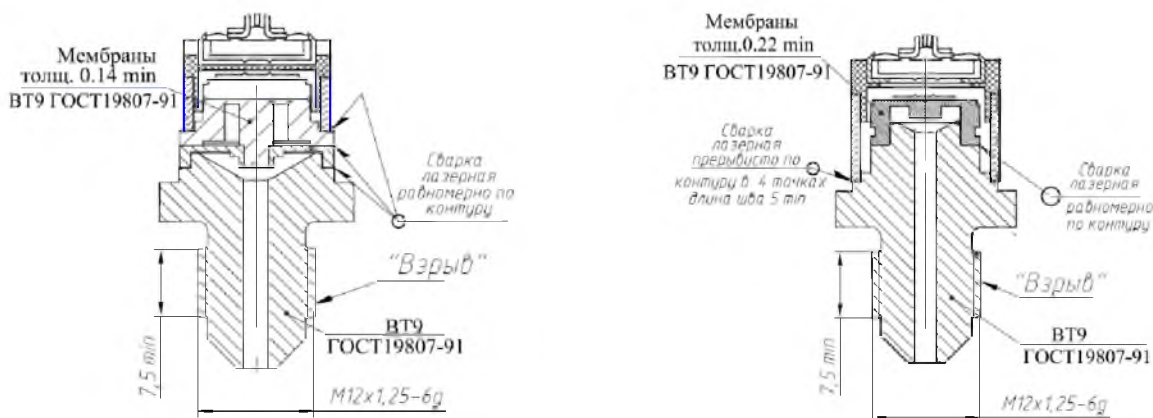 Мембраны
толщ. 0.14 min
ВТ9 ГОСТ19807-91
Сварка
лазерная
равномерно по
контуру
"Взрыв"
ВТ9
ГОСТ19807-91
7,5 min
М12х1,25-6g
Мембраны
толщ.0.22 min
ВТ9 ГОСТ19807-91
Сварка
лазерная
прерывисто по
контуру в 4 точках
длина шва 5 min
Сварка
лазерная
равномерно
по контуру
"Взрыв"
ВТ9
ГОСТ19807-91
7,5 min
М12х1,25-6g